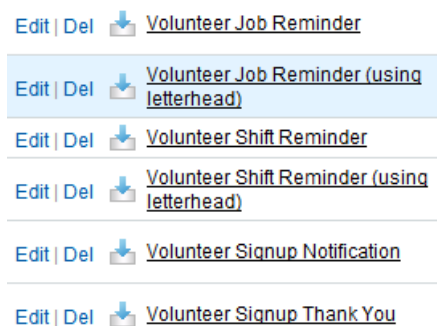 Edit | Del Volunteer Job Reminder
Edit | Del Volunteer Job Reminder (using
letterhead)
Edit | Del Volunteer Shift Reminder
Edit | Del Volunteer Shift Reminder (using
letterhead)
Edit | Del Volunteer Signup Notification
Edit | Del Volunteer Signup Thank You